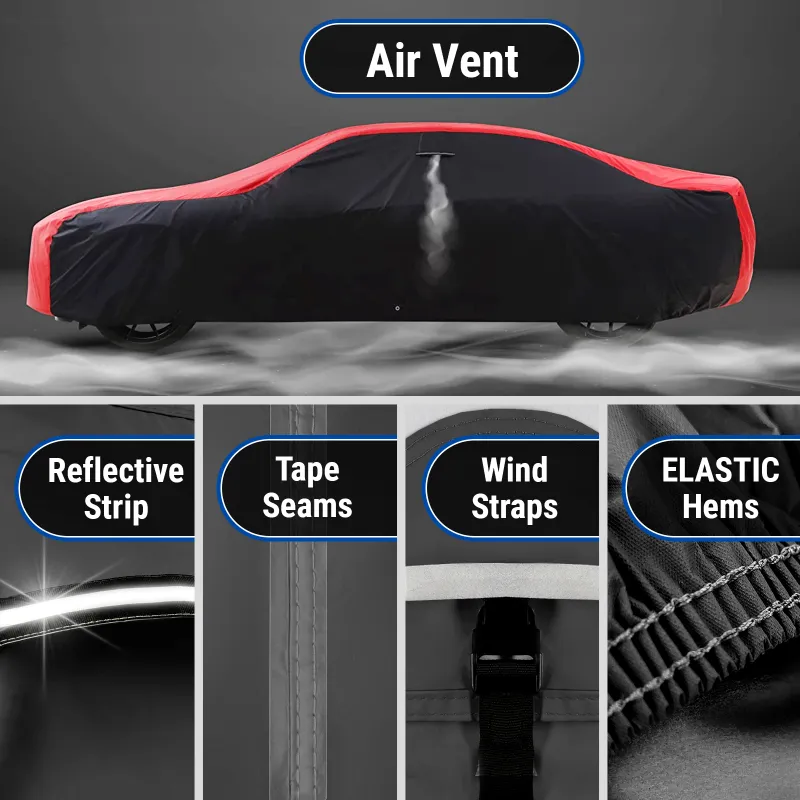 Air Vent
Reflective
Strip
Tape
Seams
Wind
Straps
ELASTIC
Hems